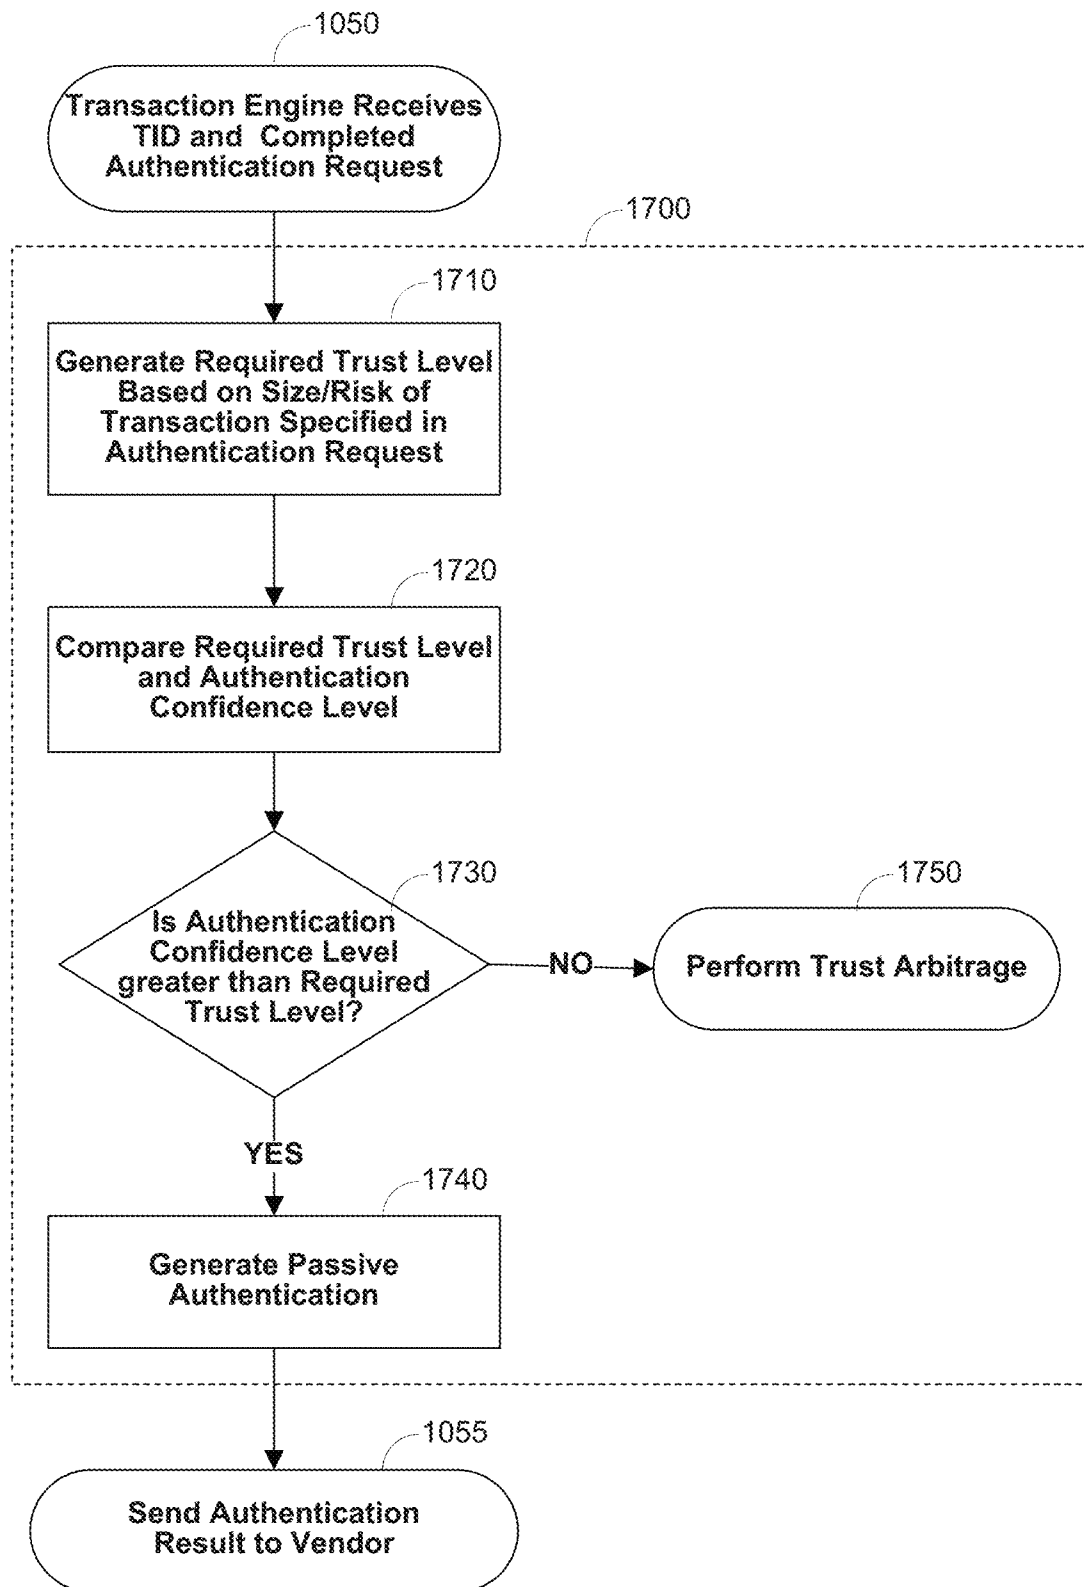 1050
Transaction Engine Receives
TID and Completed
Authentication Request
1700
1710
Generate Required Trust Level
Based on Size/Risk of
Transaction Specified in
Authentication Request
1720
Compare Required Trust Level
and Authentication
Confidence Level
1730
Is Authentication
Confidence Level
greater than Required
Trust Level?
NO
1750
Perform Trust Arbitrage
YES
1740
Generate Passive
Authentication
1055
Send Authentication
Result to Vendor